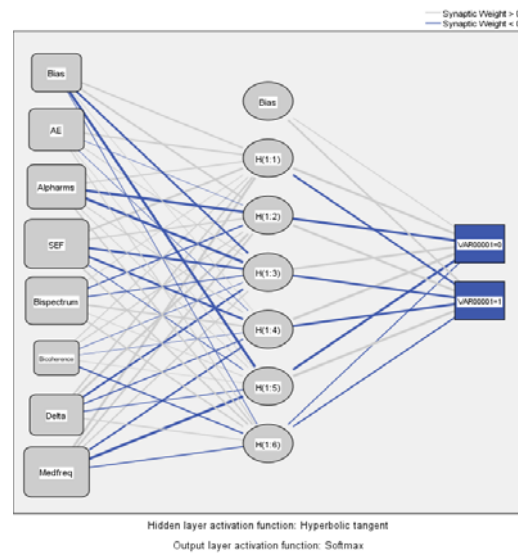 Synaptic Weight > 0
Synaptic Weight < 0
Bias
AE
Alpharms
SEF
Bispectrum
Bicoherence
Delta
Medfreq
Bias
H(1:1)
H(1:2)
H(1:3)
H(1:4)
H(1:5)
H(1:6)
VAR00001=0
VAR00001=1
Hidden layer activation function: Hyperbolic tangent
Output layer activation function: Softmax